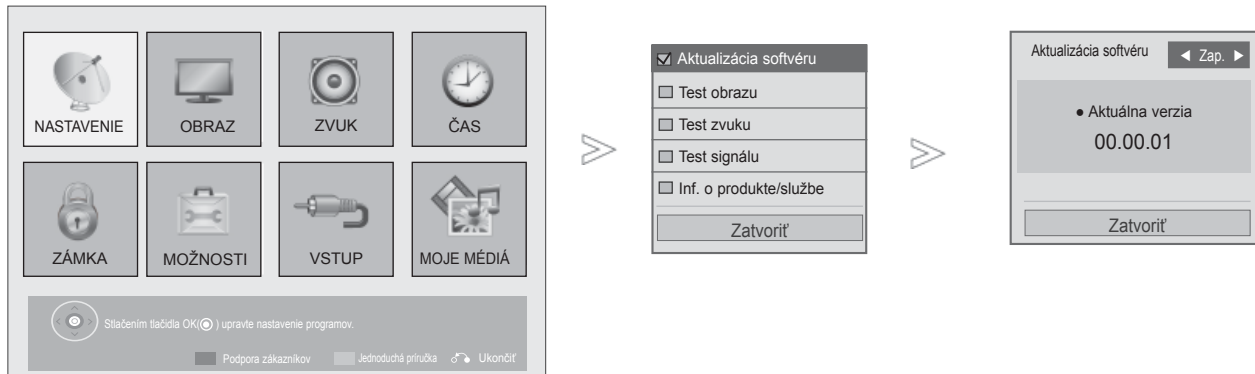 NASTAVENIE OBRAZ ZVUK ČAS
ZÁMKA MOŽNOSTI VSTUP MOJE MÉDIÁ
Stlačením tlačidla OK( ) upravte nastavenie programov.
Podpora zákazníkov Jednoduchá príručka Ukončiť
Aktualizácia softvéru
Test obrazu
Test zvuku
Test signálu
Inf. o produkte/službe
Zatvoriť
Aktualizácia softvéru ◀ Zap. ▶
● Aktuálna verzia
00.00.01
Zatvoriť